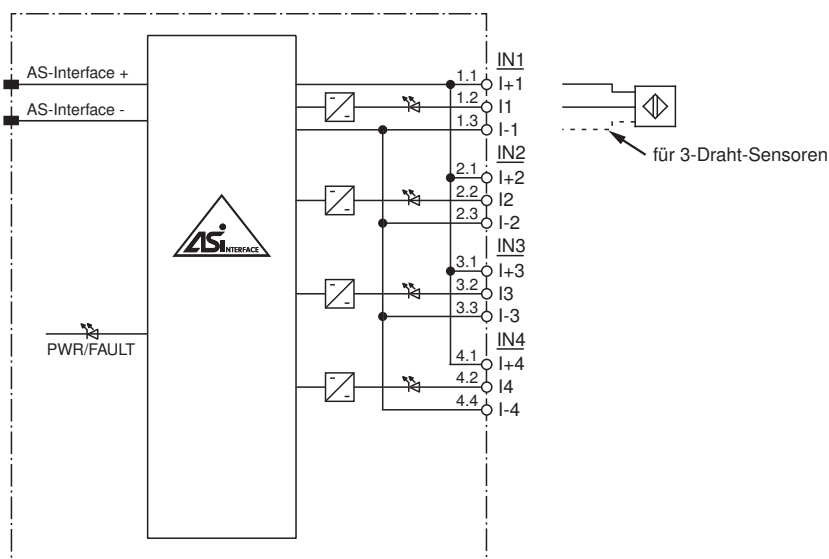 AS-Interface +
AS-Interface -
ASi INTERFACE
PWR/FAULT
IN1
1.1 I+1
1.2 I1
1.3 I-1
IN2
2.1 I+2
2.2 I2
2.3 I-2
IN3
3.1 I+3
3.2 I3
3.3 I-3
IN4
4.1 I+4
4.2 I4
4.4 I-4
für 3-Draht-Sensoren